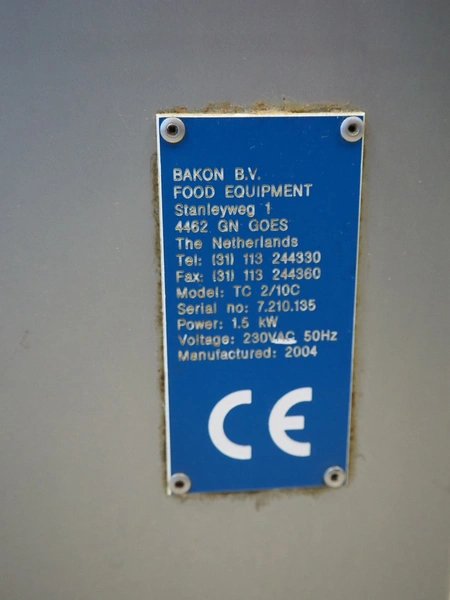 BAKON B.V.
FOOD EQUIPMENT
Stanleyweg 1
4462 GN GOES
The Netherlands
Tel: (31) 113 244330
Fax: (31) 113 244360
Model: TC 2/10C
Serial no: 7.210.135
Power: 1.5 kW
Voltage: 230VAC 50Hz
Manufactured: 2004
CE